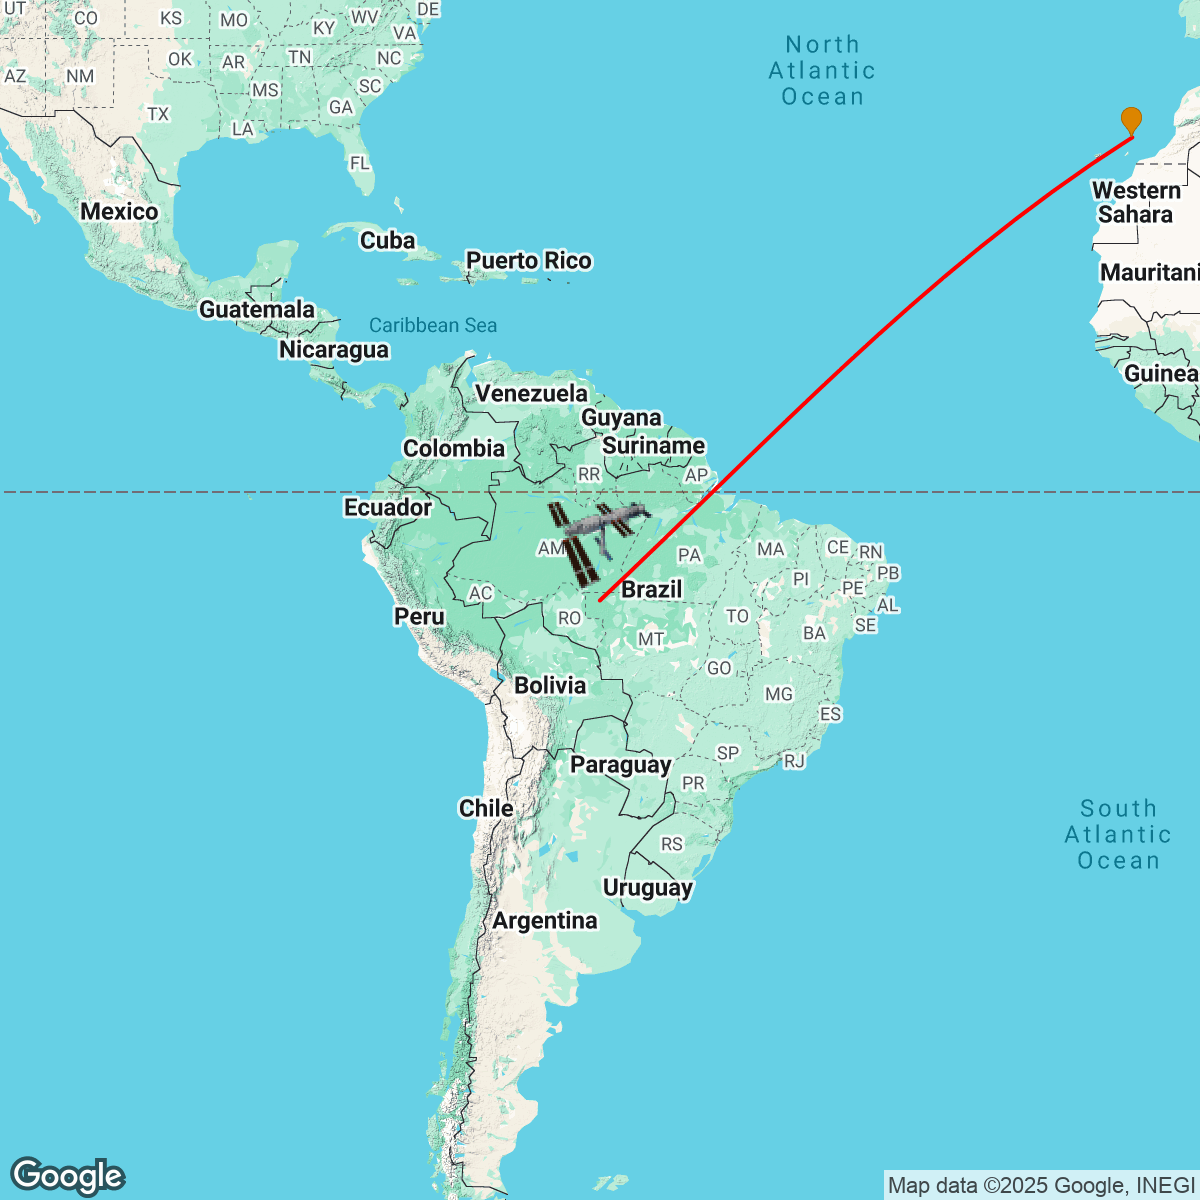 UT
CO
KS
MO
WV
DE
KY
VA
AZ
NM
OK
AR
TN
NC
MS
SC
TX
GA
LA
FL
North
Atlantic
Ocean
Mexico
Cuba
Puerto Rico
Western
Sahara
Guatemala
Caribbean Sea
Mauritani
Nicaragua
Venezuela
Guinea
Guyana
Colombia
Suriname
RR
AP
Ecuador
AM
PA
MA
CE
RN
AC
Brazil
PI
PE
PB
AL
Peru
RO
MT
TO
BA
SE
Bolivia
GO
MG
ES
Paraguay
SP
RJ
PR
Chile
RS
South
Atlantic
Ocean
Uruguay
Argentina
Google
Map data ©2025 Google, INEGI